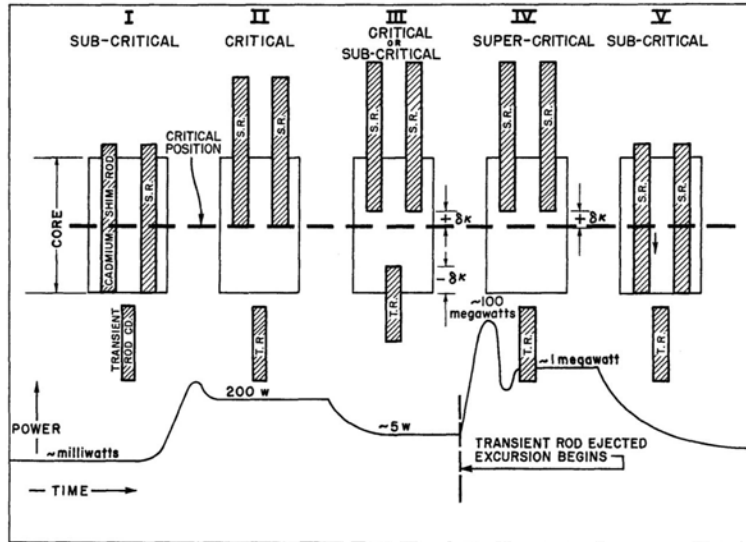 I
SUB-CRITICAL
II
CRITICAL
III
CRITICAL
OR
SUB-CRITICAL
IV
SUPER-CRITICAL
V
SUB-CRITICAL
CRITICAL
POSITION
CORE
CADMIUM SHIM ROD
S.R.
S.R.
S.R.
S.R.
S.R.
S.R.
S.R.
S.R.
S.R.
+ δκ
- δκ
+ δκ
TRANSIENT
ROD CD.
T.R.
T.R.
T.R.
T.R.
~100
megawatts
~1 megawatt
200 w
~5 w
~milliwatts
POWER
TIME
TRANSIENT ROD EJECTED
EXCURSION BEGINS